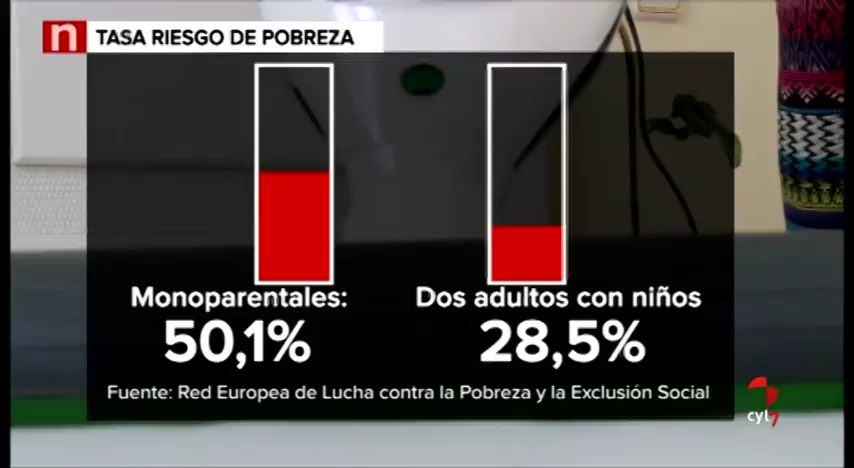 n TASA RIESGO DE POBREZA
Monoparentales: Dos adultos con niños
50,1% 28,5%
Fuente: Red Europea de Lucha contra la Pobreza y la Exclusión Social
cyl7